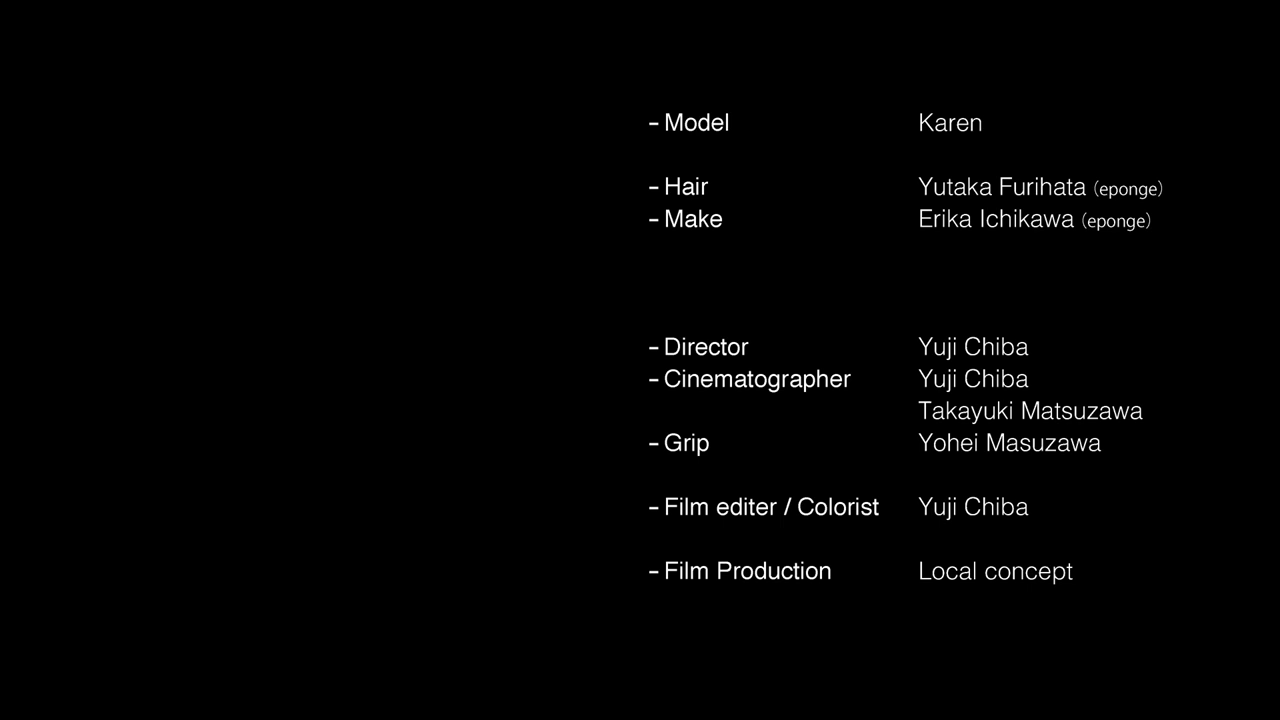 - Model Karen
- Hair Yutaka Furihata (eponge)
- Make Erika Ichikawa (eponge)
- Director Yuji Chiba
- Cinematographer Yuji Chiba
Takayuki Matsuzawa
- Grip Yohei Masuzawa
- Film editer / Colorist Yuji Chiba
- Film Production Local concept